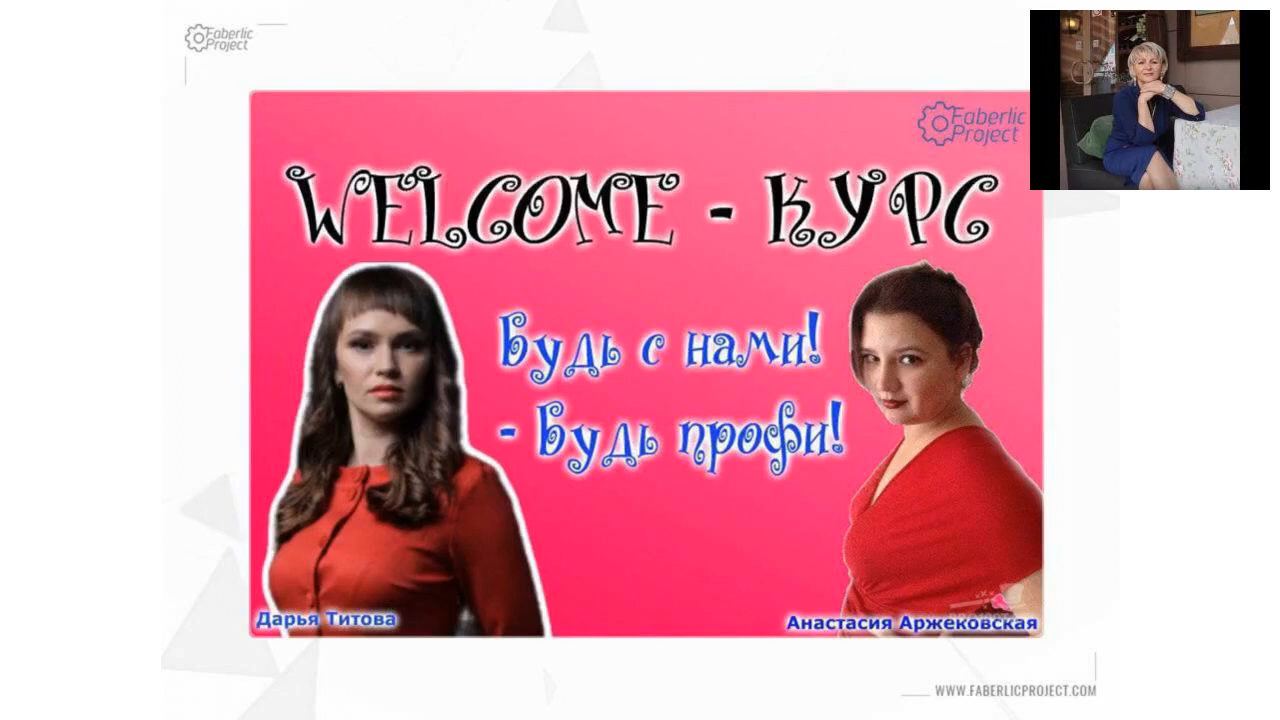 Faberlic
Project
Faberlic
Project
WELCOME - КУРС
Будь с нами!
- Будь профи!
Дарья Титова
Анастасия Аржековская
WWW.FABERLICPROJECT.COM